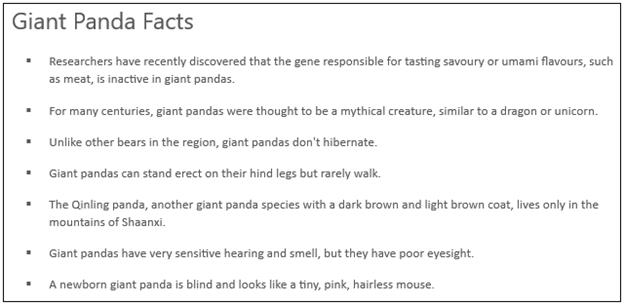 Giant Panda Facts
▪ Researchers have recently discovered that the gene responsible for tasting savoury or umami flavours, such
as meat, is inactive in giant pandas.
▪ For many centuries, giant pandas were thought to be a mythical creature, similar to a dragon or unicorn.
▪ Unlike other bears in the region, giant pandas don't hibernate.
▪ Giant pandas can stand erect on their hind legs but rarely walk.
▪ The Qinling panda, another giant panda species with a dark brown and light brown coat, lives only in the
mountains of Shaanxi.
▪ Giant pandas have very sensitive hearing and smell, but they have poor eyesight.
▪ A newborn giant panda is blind and looks like a tiny, pink, hairless mouse.